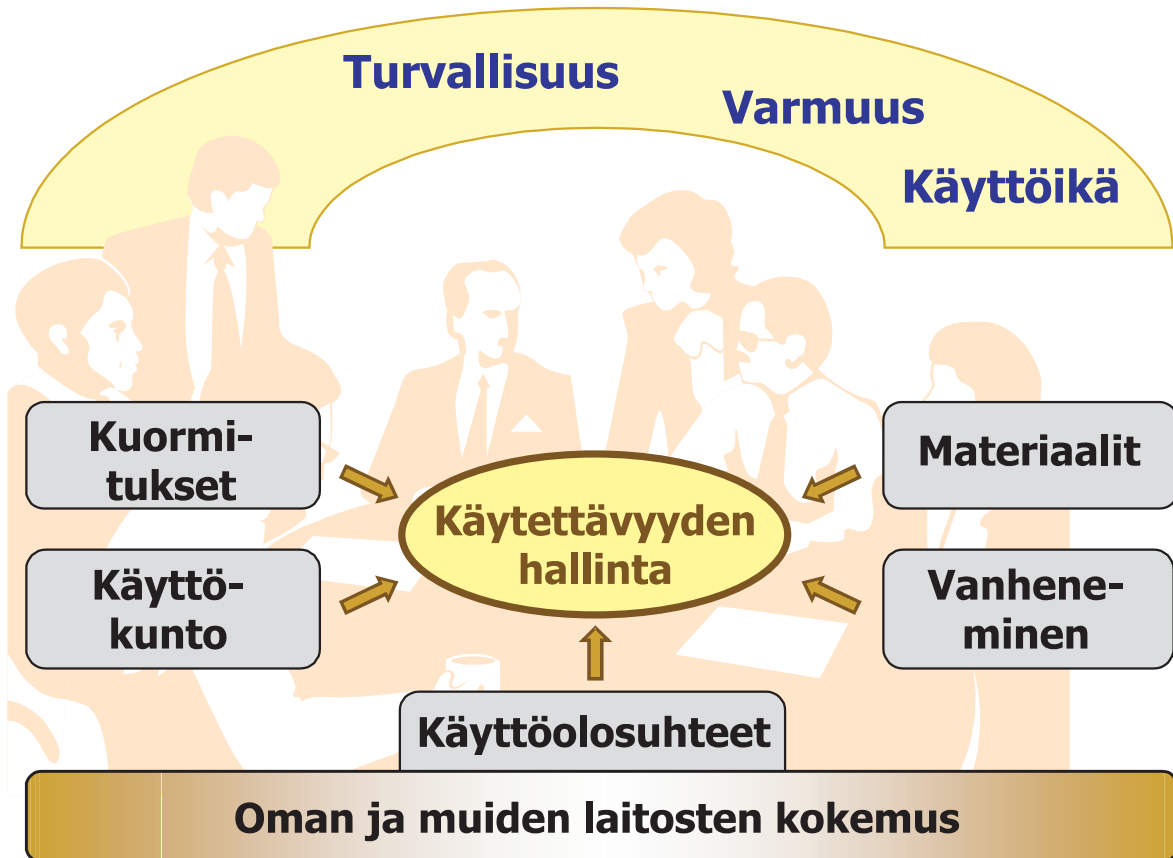 Turvallisuus
Varmuus
Käyttöikä
Kuormi-
tukset
Materiaalit
Käytettävyyden
hallinta
Käyttö-
kunto
Vanhene-
minen
Käyttöolosuhteet
Oman ja muiden laitosten kokemus